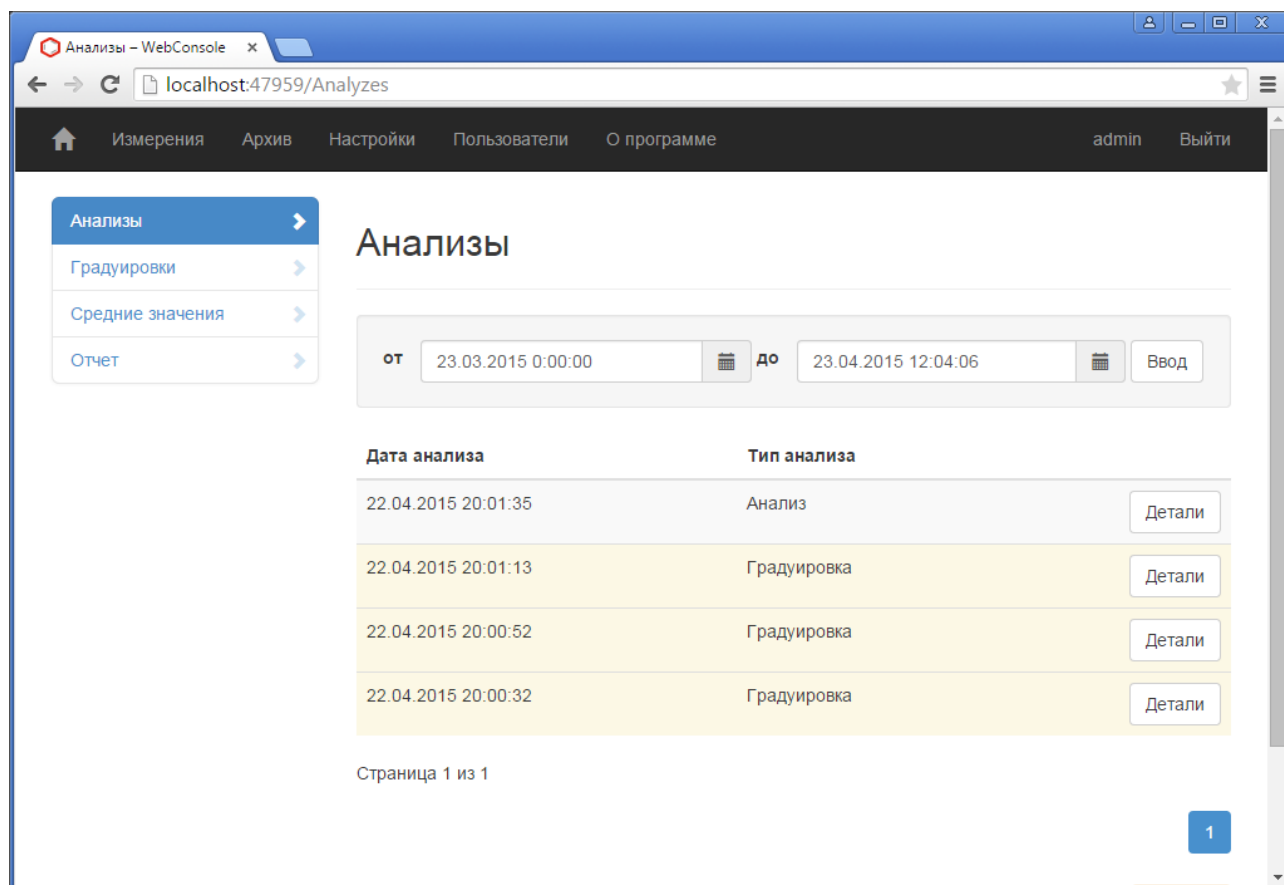 Анализы – WebConsole
localhost:47959/Analyzes
Измерения Архив Настройки Пользователи О программе admin Выйти
Анализы
Градуировки
Средние значения
Отчет
Анализы
от 23.03.2015 0:00:00 до 23.04.2015 12:04:06 Ввод
Дата анализа Тип анализа
22.04.2015 20:01:35 Анализ Детали
22.04.2015 20:01:13 Градуировка Детали
22.04.2015 20:00:52 Градуировка Детали
22.04.2015 20:00:32 Градуировка Детали
Страница 1 из 1
1